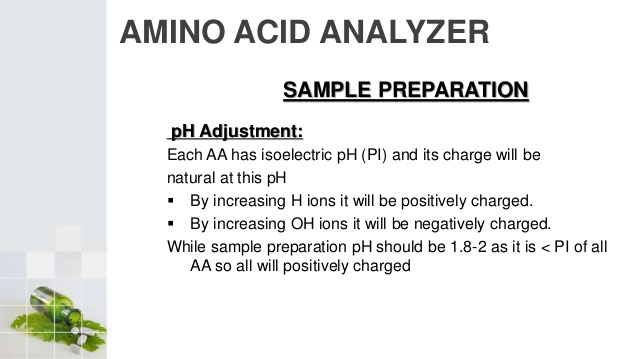 AMINO ACID ANALYZER
SAMPLE PREPARATION
pH Adjustment:
Each AA has isoelectric pH (PI) and its charge will be
natural at this pH
▪ By increasing H ions it will be positively charged.
▪ By increasing OH ions it will be negatively charged.
While sample preparation pH should be 1.8-2 as it is < PI of all
AA so all will positively charged